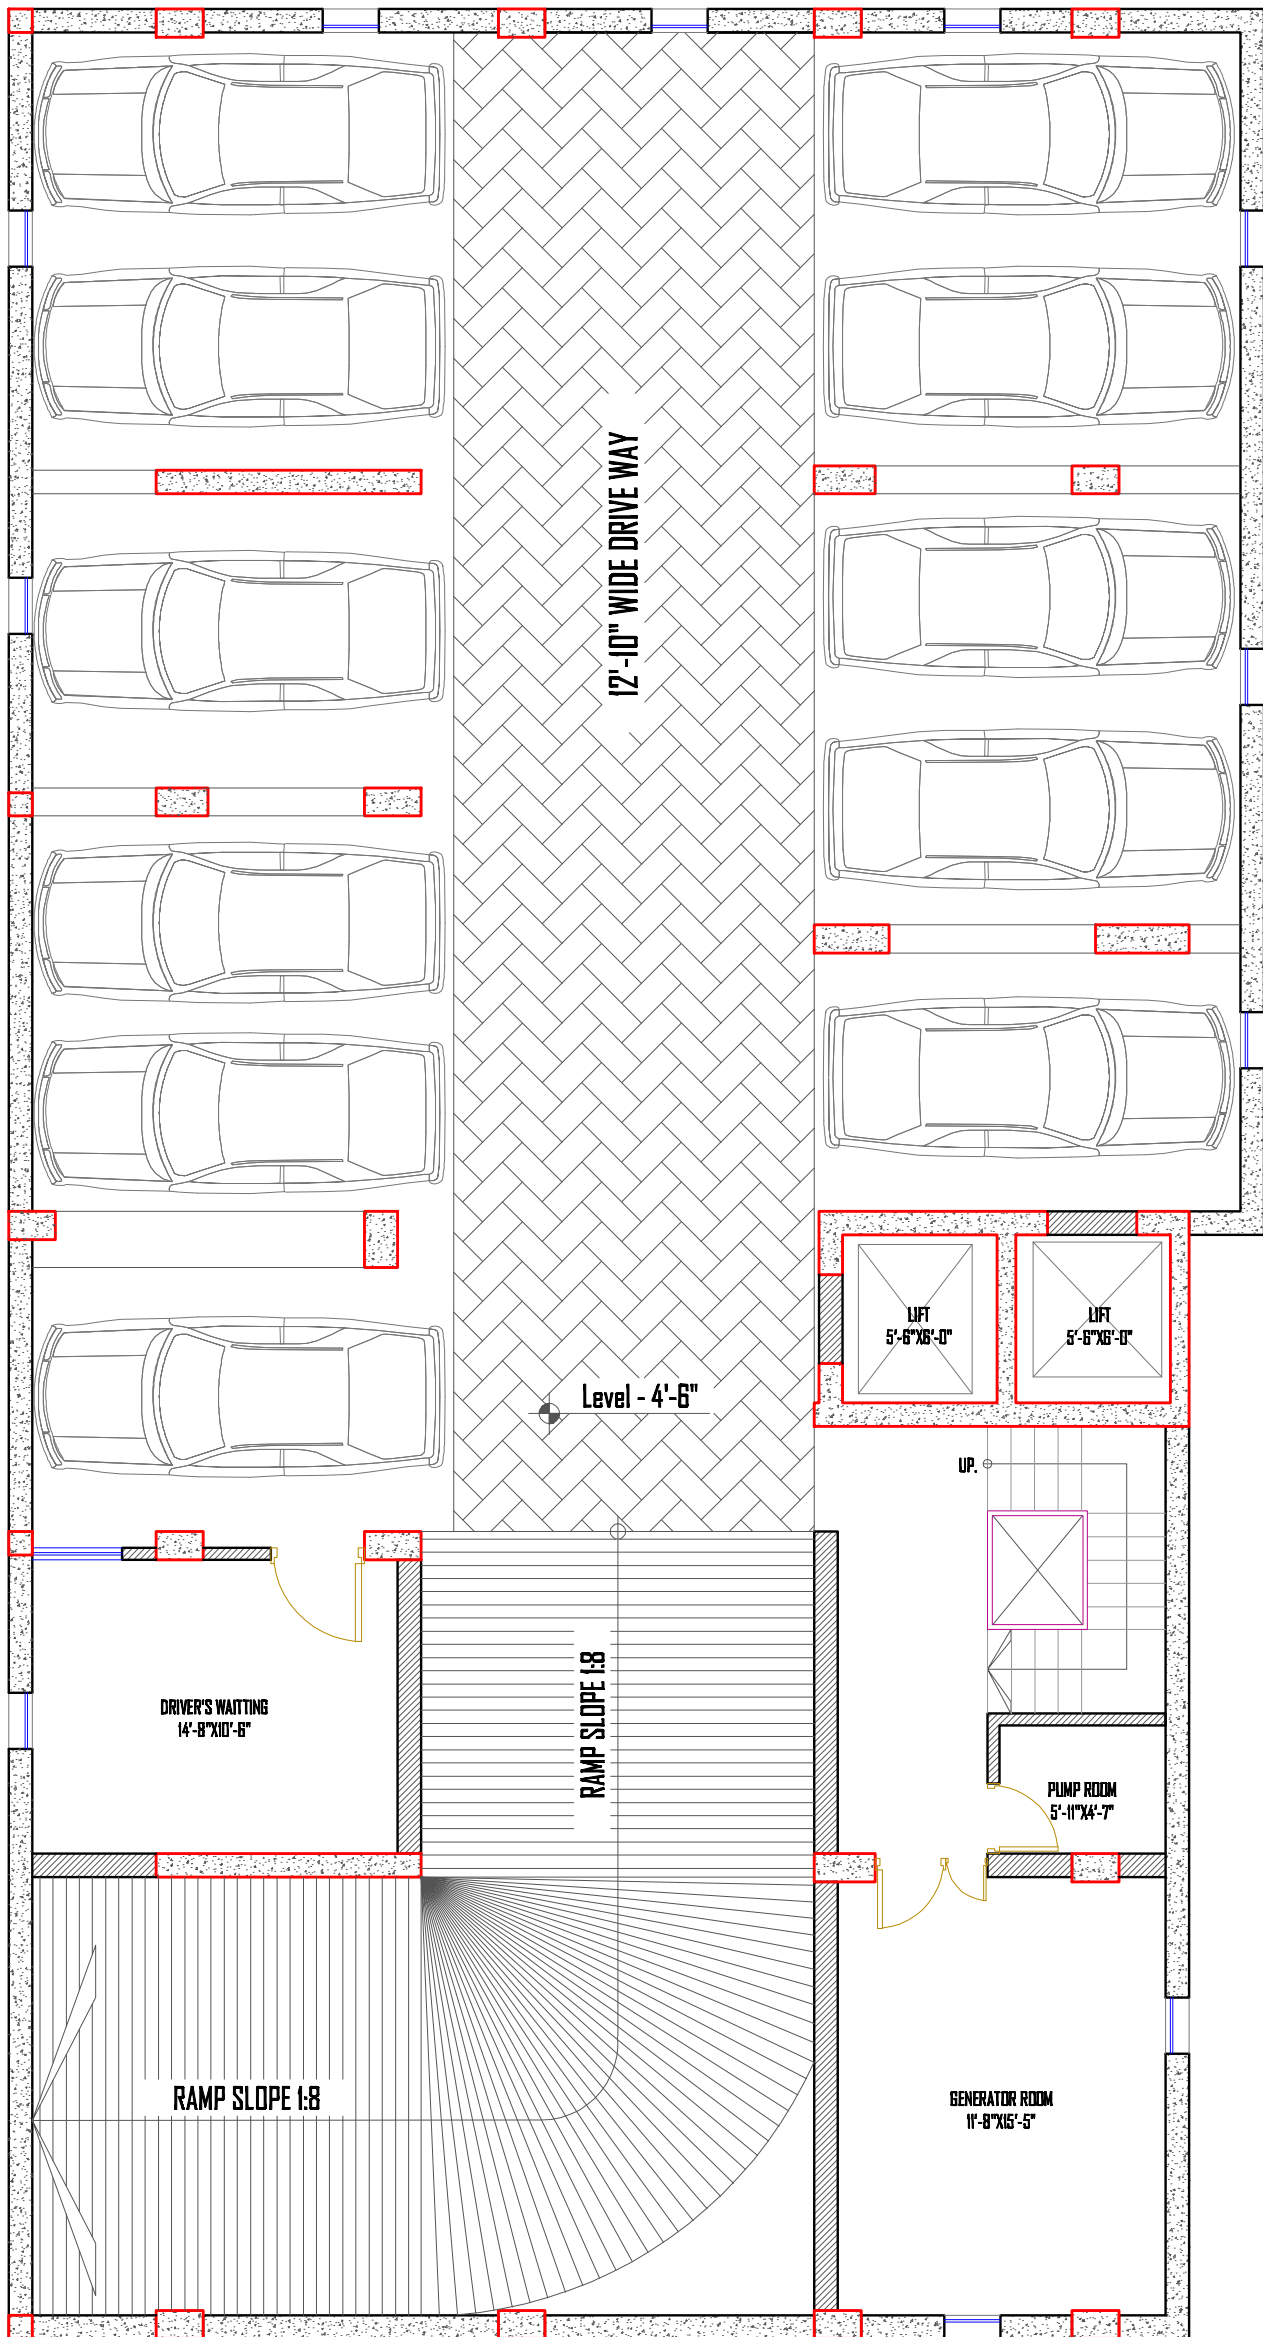 12'-10" WIDE DRIVE WAY
LIFT
5'-6"X6'-0"
LIFT
5'-6"X6'-0"
Level - 4'-6"
UP.
RAMP SLOPE 1:8
DRIVER'S WAITTING
14'-8"X10'-6"
PUMP ROOM
5'-11"X4'-7"
RAMP SLOPE 1:8
GENERATOR ROOM
11'-8"X15'-5"